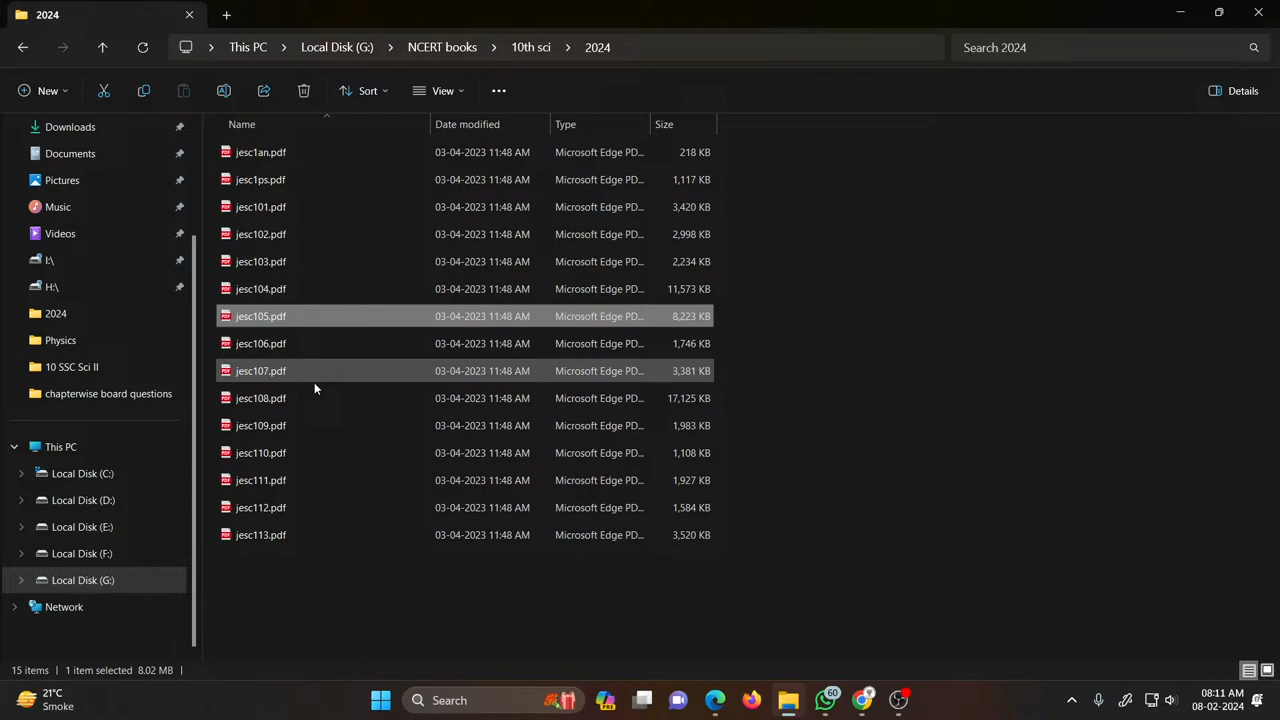 2024
This PC
Local Disk (G:)
NCERT books
10th sci
2024
Search 2024
New
Sort
View
Details
Name
Date modified
Type
Size
Downloads
Documents
Pictures
Music
Videos
I:\
H:\
2024
Physics
10 SSC Sci II
chapterwise board questions
This PC
Local Disk (C:)
Local Disk (D:)
Local Disk (E:)
Local Disk (F:)
Local Disk (G:)
Network
jesc1an.pdf 03-04-2023 11:48 AM Microsoft Edge PD... 218 KB
jesc1ps.pdf 03-04-2023 11:48 AM Microsoft Edge PD... 1,117 KB
jesc101.pdf 03-04-2023 11:48 AM Microsoft Edge PD... 3,420 KB
jesc102.pdf 03-04-2023 11:48 AM Microsoft Edge PD... 2,998 KB
jesc103.pdf 03-04-2023 11:48 AM Microsoft Edge PD... 2,234 KB
jesc104.pdf 03-04-2023 11:48 AM Microsoft Edge PD... 11,573 KB
jesc105.pdf 03-04-2023 11:48 AM Microsoft Edge PD... 8,223 KB
jesc106.pdf 03-04-2023 11:48 AM Microsoft Edge PD... 1,746 KB
jesc107.pdf 03-04-2023 11:48 AM Microsoft Edge PD... 3,381 KB
jesc108.pdf 03-04-2023 11:48 AM Microsoft Edge PD... 17,125 KB
jesc109.pdf 03-04-2023 11:48 AM Microsoft Edge PD... 1,983 KB
jesc110.pdf 03-04-2023 11:48 AM Microsoft Edge PD... 1,108 KB
jesc111.pdf 03-04-2023 11:48 AM Microsoft Edge PD... 1,927 KB
jesc112.pdf 03-04-2023 11:48 AM Microsoft Edge PD... 1,584 KB
jesc113.pdf 03-04-2023 11:48 AM Microsoft Edge PD... 3,520 KB
15 items 1 item selected 8.02 MB
21°C
Smoke
Search
PRE
60
08:11 AM
08-02-2024